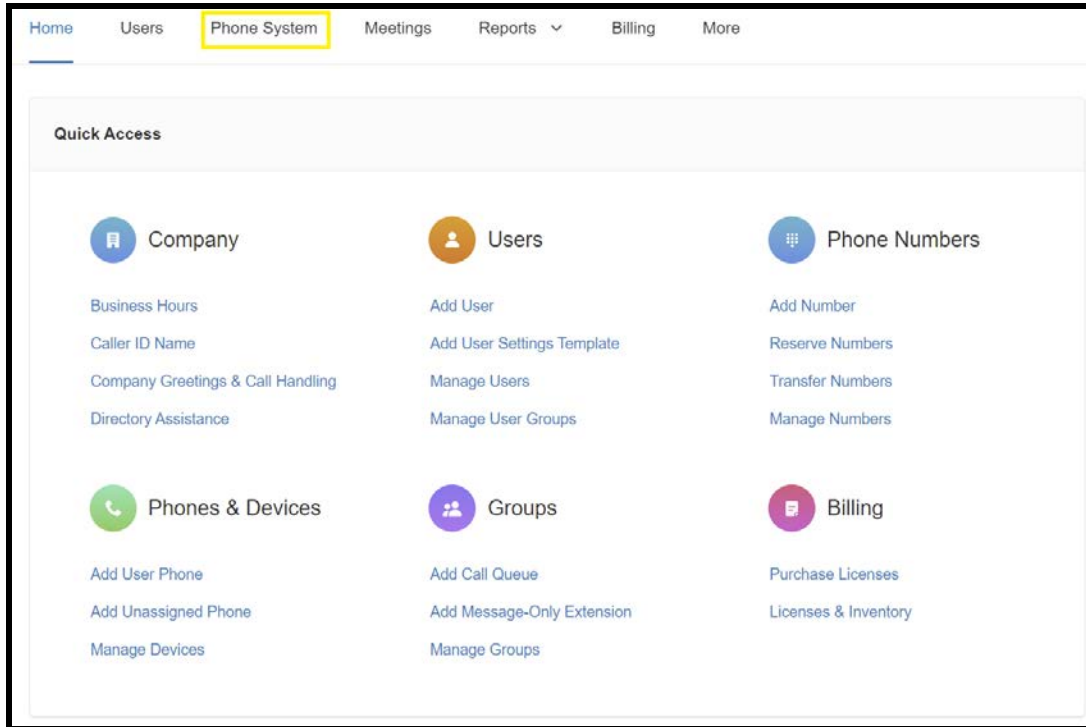 Home Users Phone System Meetings Reports Billing More
Quick Access
Company
Business Hours
Caller ID Name
Company Greetings & Call Handling
Directory Assistance
Users
Add User
Add User Settings Template
Manage Users
Manage User Groups
Phone Numbers
Add Number
Reserve Numbers
Transfer Numbers
Manage Numbers
Phones & Devices
Add User Phone
Add Unassigned Phone
Manage Devices
Groups
Add Call Queue
Add Message-Only Extension
Manage Groups
Billing
Purchase Licenses
Licenses & Inventory